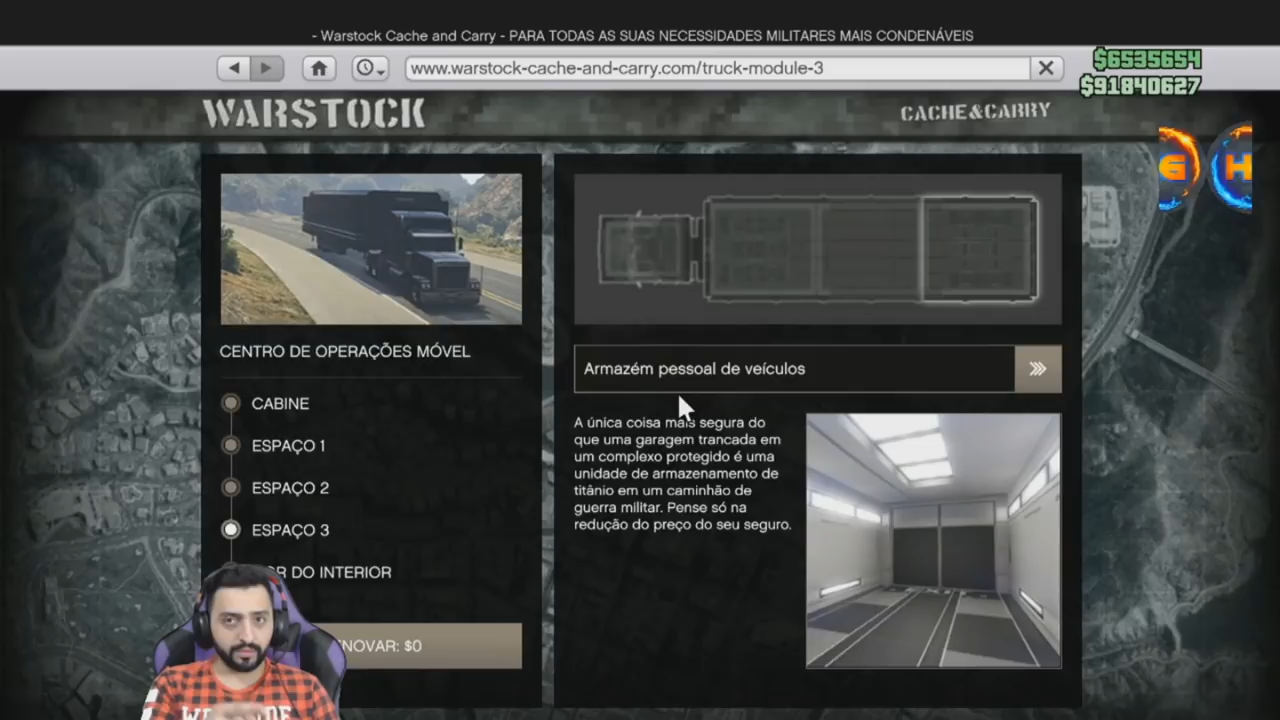 - Warstock Cache and Carry - PARA TODAS AS SUAS NECESSIDADES MILITARES MAIS CONDENÁVEIS
www.warstock-cache-and-carry.com/truck-module-3
$6535654
$91840627
WARSTOCK
CACHE&CARRY
G H
CENTRO DE OPERAÇÕES MÓVEL
CABINE
ESPAÇO 1
ESPAÇO 2
ESPAÇO 3
DO INTERIOR
$0
Armazém pessoal de veículos
A única coisa mais segura do
que uma garagem trancada em
um complexo protegido é uma
unidade de armazenamento de
titânio em um caminhão de
guerra militar. Pense só na
redução do preço do seu seguro.